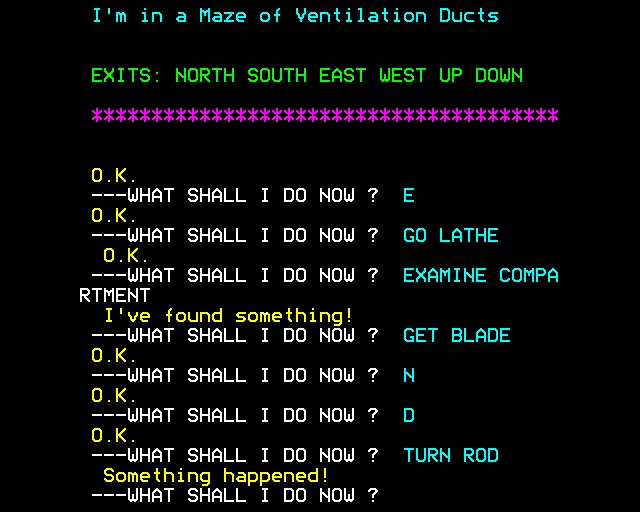 I'm in a Maze of Ventilation Ducts
EXITS: NORTH SOUTH EAST WEST UP DOWN
***************************************
O.K.
---WHAT SHALL I DO NOW ? E
O.K.
---WHAT SHALL I DO NOW ? GO LATHE
O.K.
---WHAT SHALL I DO NOW ? EXAMINE COMPA
RTMENT
I've found something!
---WHAT SHALL I DO NOW ? GET BLADE
O.K.
---WHAT SHALL I DO NOW ? N
O.K.
---WHAT SHALL I DO NOW ? D
O.K.
---WHAT SHALL I DO NOW ? TURN ROD
Something happened!
---WHAT SHALL I DO NOW ?